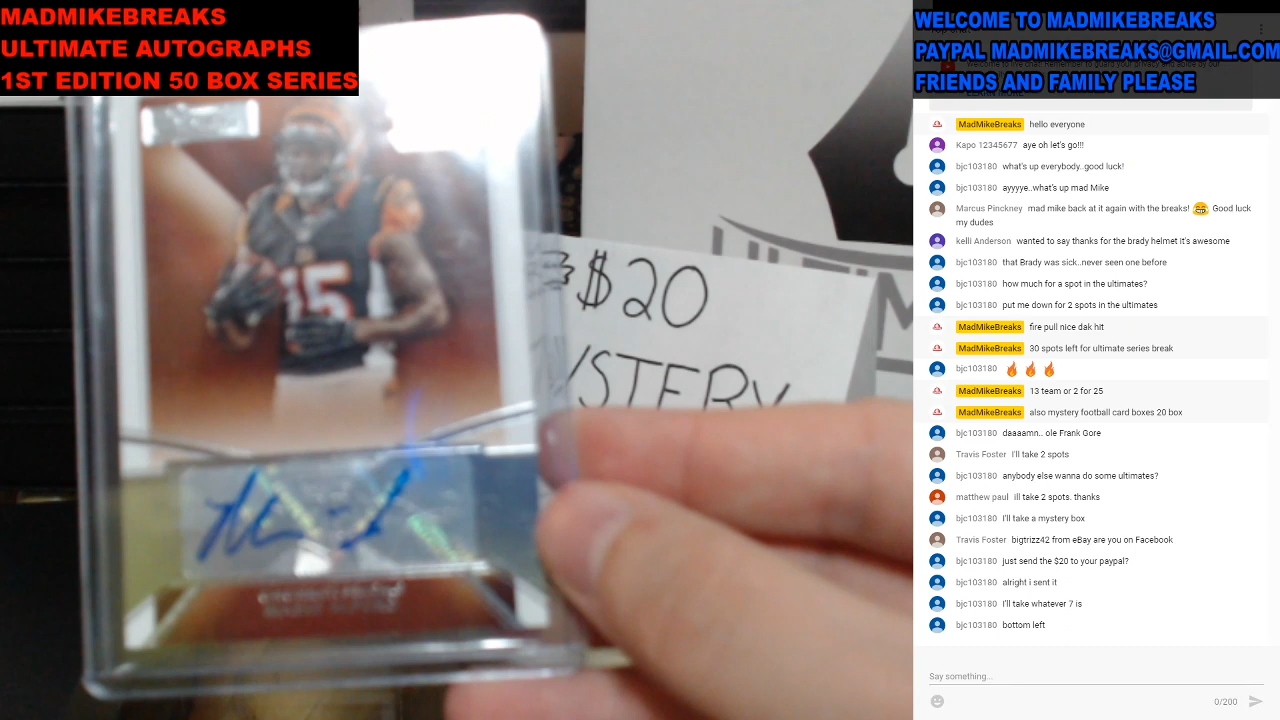 MADMIKEBREAKS
ULTIMATE AUTOGRAPHS
1ST EDITION 50 BOX SERIES
15
$20
WELCOME TO MADMIKEBREAKS
PAYPAL MADMIKEBREAKS@GMAIL.COM
FRIENDS AND FAMILY PLEASE
MadMikeBreaks hello everyone
Kapo 12345677 aye oh let's go!!!
bjc103180 what's up everybody..good luck!
bjc103180 ayyyye..what's up mad Mike
Marcus Pinckney mad mike back at it again with the breaks! 😁 Good luck
my dudes
kelli Anderson wanted to say thanks for the brady helmet It's awesome
bjc103180 that Brady was sick..never seen one before
bjc103180 how much for a spot in the ultimates?
bjc103180 put me down for 2 spots in the ultimates
MadMikeBreaks fire pull nice dak hit
MadMikeBreaks 30 spots left for ultimate series break
bjc103180 🔥 🔥 🔥
MadMikeBreaks 13 team or 2 for 25
MadMikeBreaks also mystery football card boxes 20 box
bjc103180 daaaamn.. ole Frank Gore
Travis Foster I'll take 2 spots
bjc103180 anybody else wanna do some ultimates?
matthew paul ill take 2 spots. thanks
bjc103180 I'll take a mystery box
Travis Foster bigtrizz42 from eBay are you on Facebook
bjc103180 just send the $20 to your paypal?
bjc103180 alright i sent it
bjc103180 I'll take whatever 7 is
bjc103180 bottom left
Say something...
0/200